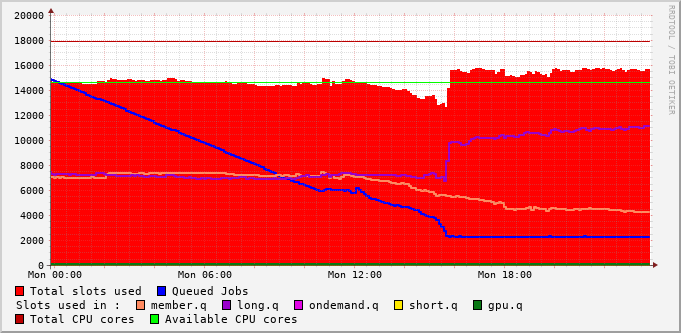 20000
18000
16000
14000
12000
10000
8000
6000
4000
2000
0
Mon 00:00 Mon 06:00 Mon 12:00 Mon 18:00
Total slots used Queued Jobs
Slots used in : member.q long.q ondemand.q short.q gpu.q
Total CPU cores Available CPU cores
RRDTOOL / TOBI OETIKER